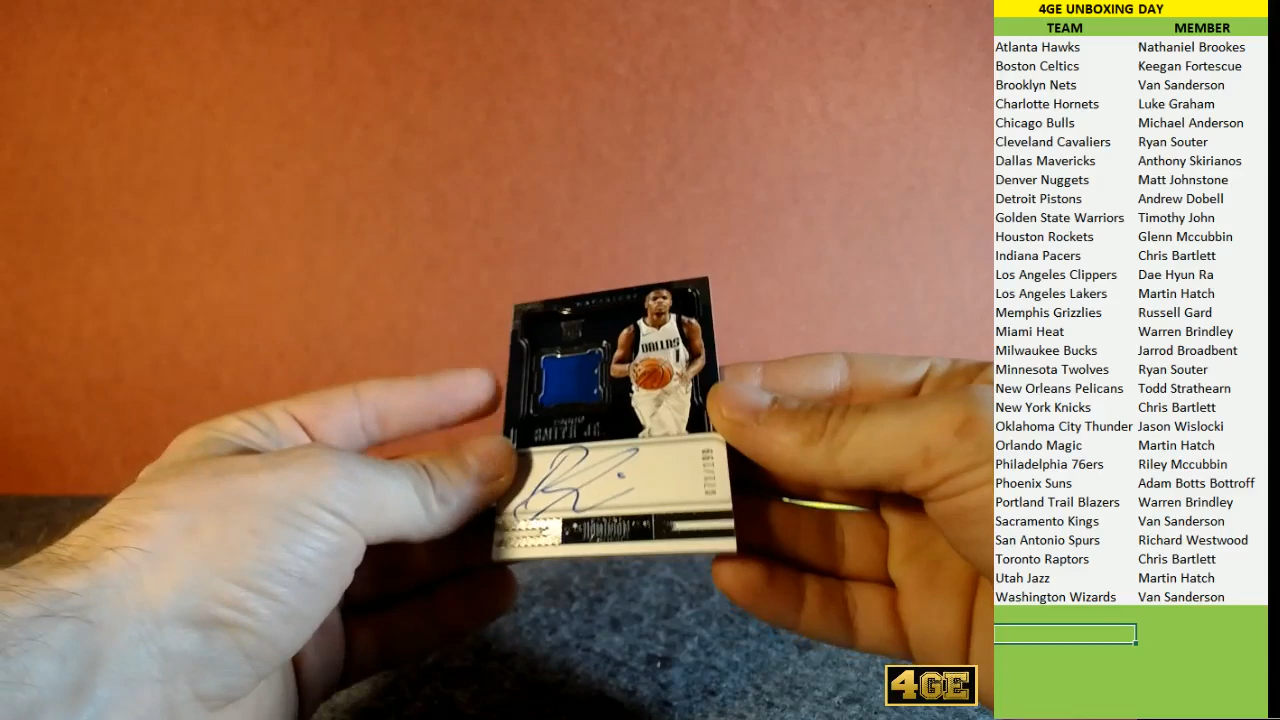 4GE UNBOXING DAY
TEAM MEMBER
Atlanta Hawks Nathaniel Brookes
Boston Celtics Keegan Fortescue
Brooklyn Nets Van Sanderson
Charlotte Hornets Luke Graham
Chicago Bulls Michael Anderson
Cleveland Cavaliers Ryan Souter
Dallas Mavericks Anthony Skirianos
Denver Nuggets Matt Johnstone
Detroit Pistons Andrew Dobell
Golden State Warriors Timothy John
Houston Rockets Glenn Mccubbin
Indiana Pacers Chris Bartlett
Los Angeles Clippers Dae Hyun Ra
Los Angeles Lakers Martin Hatch
Memphis Grizzlies Russell Gard
Miami Heat Warren Brindley
Milwaukee Bucks Jarrod Broadbent
Minnesota Twolves Ryan Souter
New Orleans Pelicans Todd Strathearn
New York Knicks Chris Bartlett
Oklahoma City Thunder Jason Wislocki
Orlando Magic Martin Hatch
Philadelphia 76ers Riley Mccubbin
Phoenix Suns Adam Botts Bottroff
Portland Trail Blazers Warren Brindley
Sacramento Kings Van Sanderson
San Antonio Spurs Richard Westwood
Toronto Raptors Chris Bartlett
Utah Jazz Martin Hatch
Washington Wizards Van Sanderson
DALLAS
1
SMITH JR.
4GE